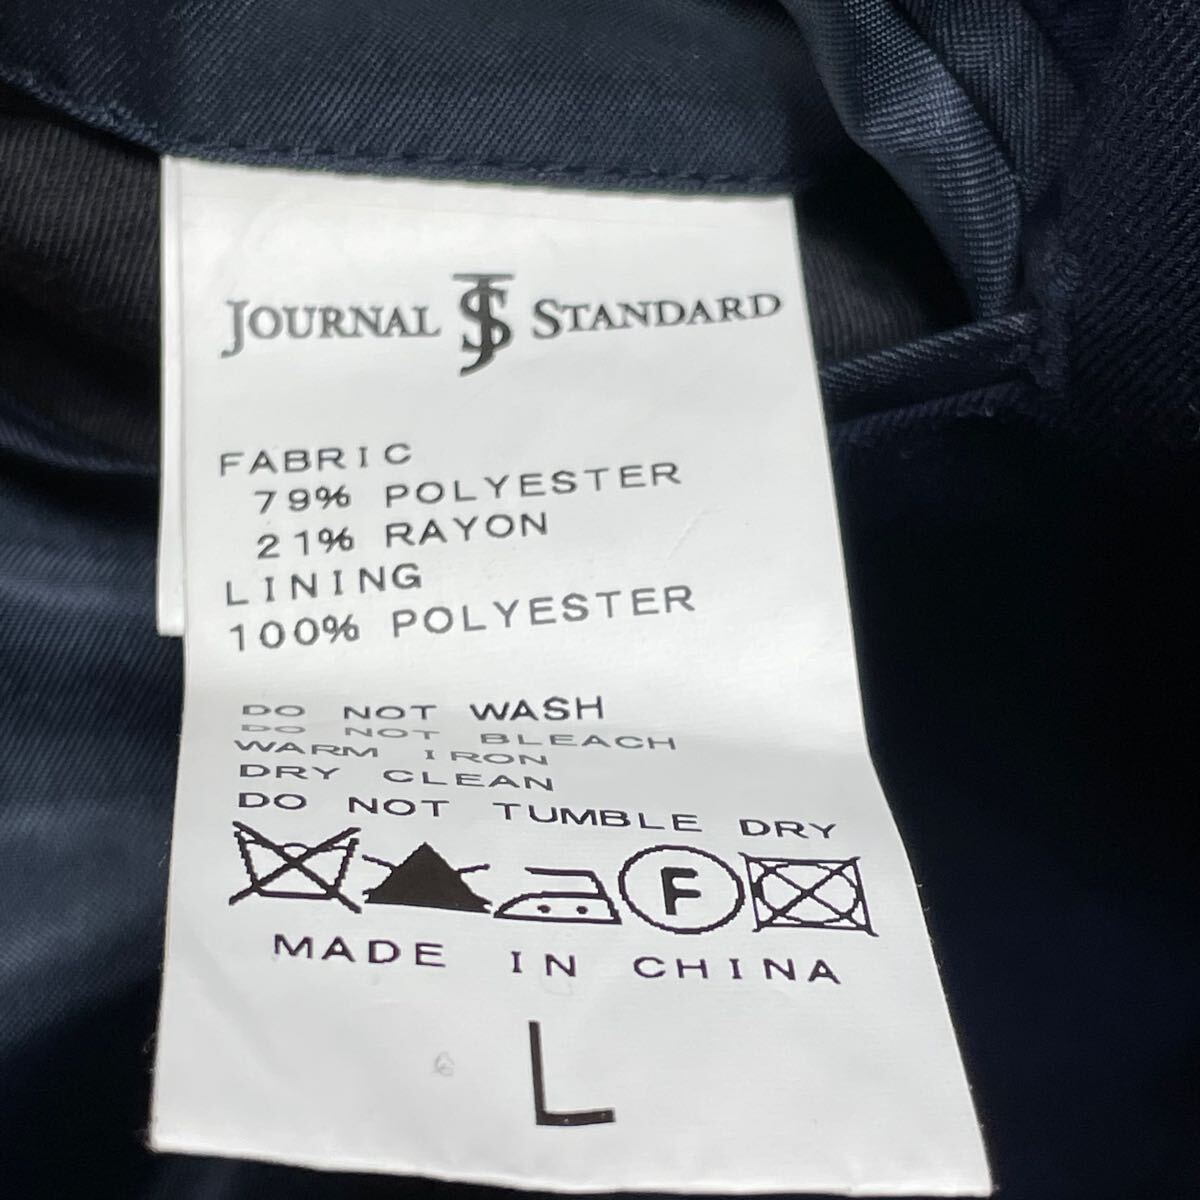 JOURNAL JS STANDARD
FABRIC
79% POLYESTER
21% RAYON
LINING
100% POLYESTER
DO NOT WASH
DO NOT BLEACH
WARM IRON
DRY CLEAN
DO NOT TUMBLE DRY
F
MADE IN CHINA
L